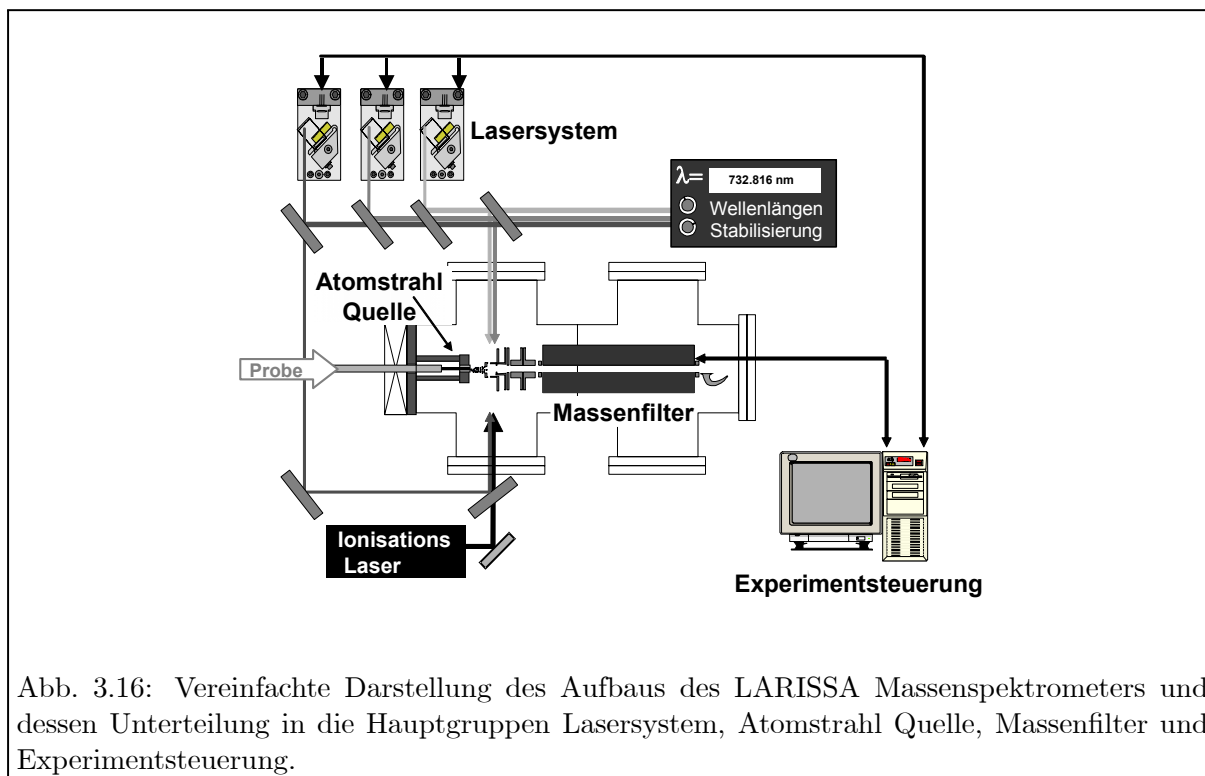 Lasersystem
λ=
732.816 nm
Wellenlängen
Stabilisierung
Atomstrahl
Quelle
Probe
Massenfilter
Ionisations
Laser
Experimentsteuerung
Abb. 3.16: Vereinfachte Darstellung des Aufbaus des LARISSA Massenspektrometers und
dessen Unterteilung in die Hauptgruppen Lasersystem, Atomstrahl Quelle, Massenfilter und
Experimentsteuerung.